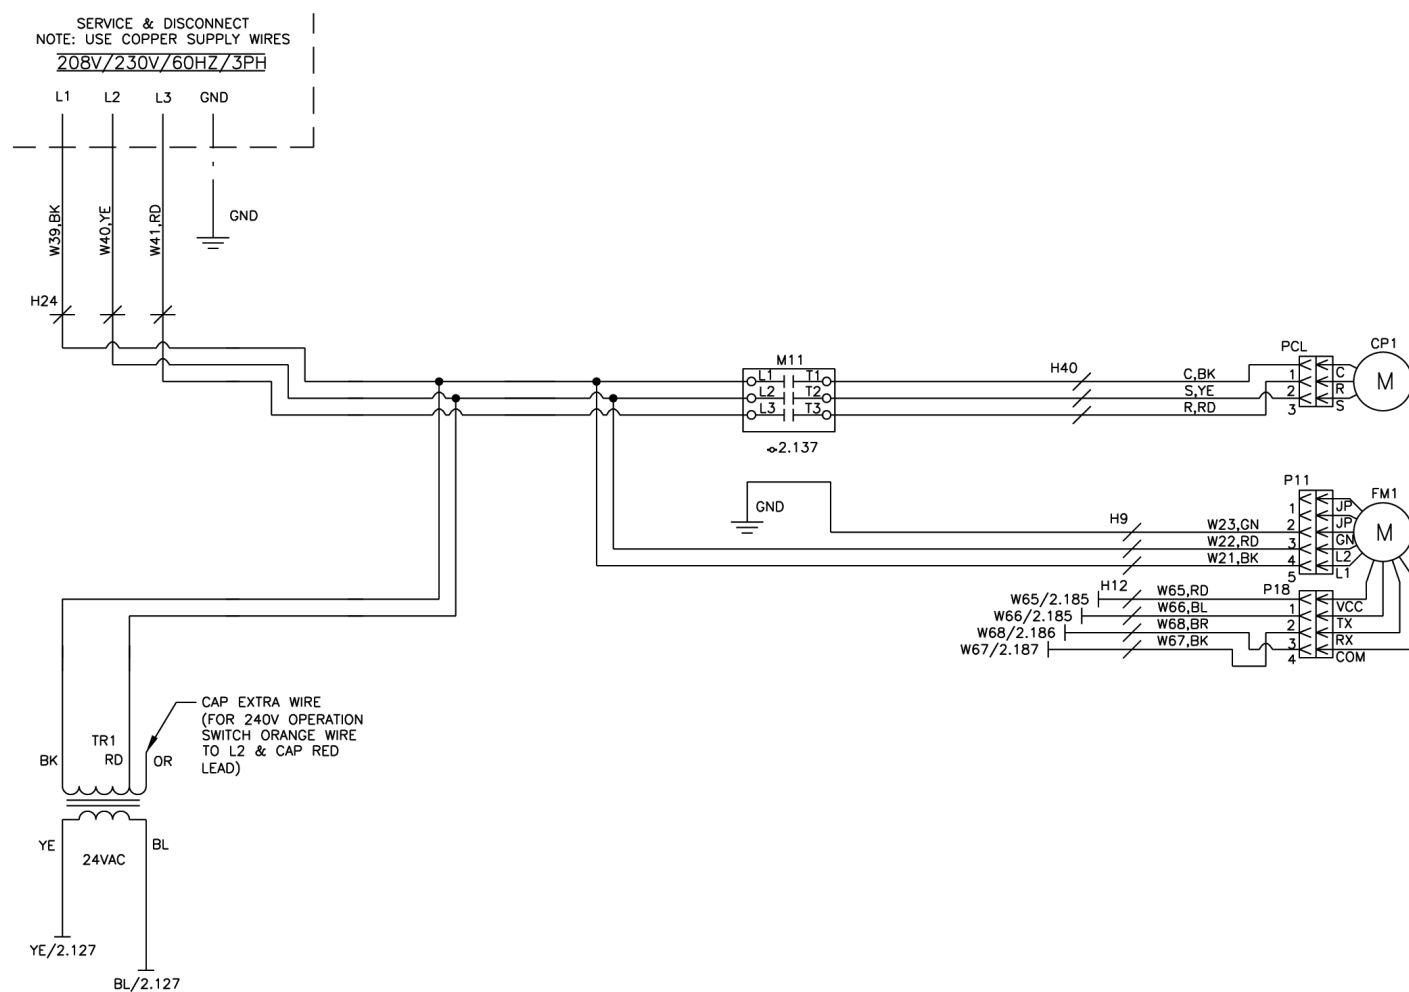 SERVICE & DISCONNECT
NOTE: USE COPPER SUPPLY WIRES
208V/230V/60HZ/3PH
L1 L2 L3 GND
W39,BK
W40,YE
W41,RD
GND
H24
M11
L1 T1
L2 T2
L3 T3
⌀2.137
H40
C,BK
S,YE
R,RD
PCL
1
2
3
C
R
S
CP1
M
GND
H9
W23,GN
W22,RD
W21,BK
P11
1
2
3
4
5
JP
JP
GN
L2
L1
FM1
M
H12
P18
W65/2.185 W65,RD
W66/2.185 W66,BL
W68/2.186 W68,BR
W67/2.187 W67,BK
1
2
3
4
VCC
TX
RX
COM
CAP EXTRA WIRE
(FOR 240V OPERATION
SWITCH ORANGE WIRE
TO L2 & CAP RED
LEAD)
TR1
BK RD OR
YE BL
24VAC
YE/2.127
BL/2.127